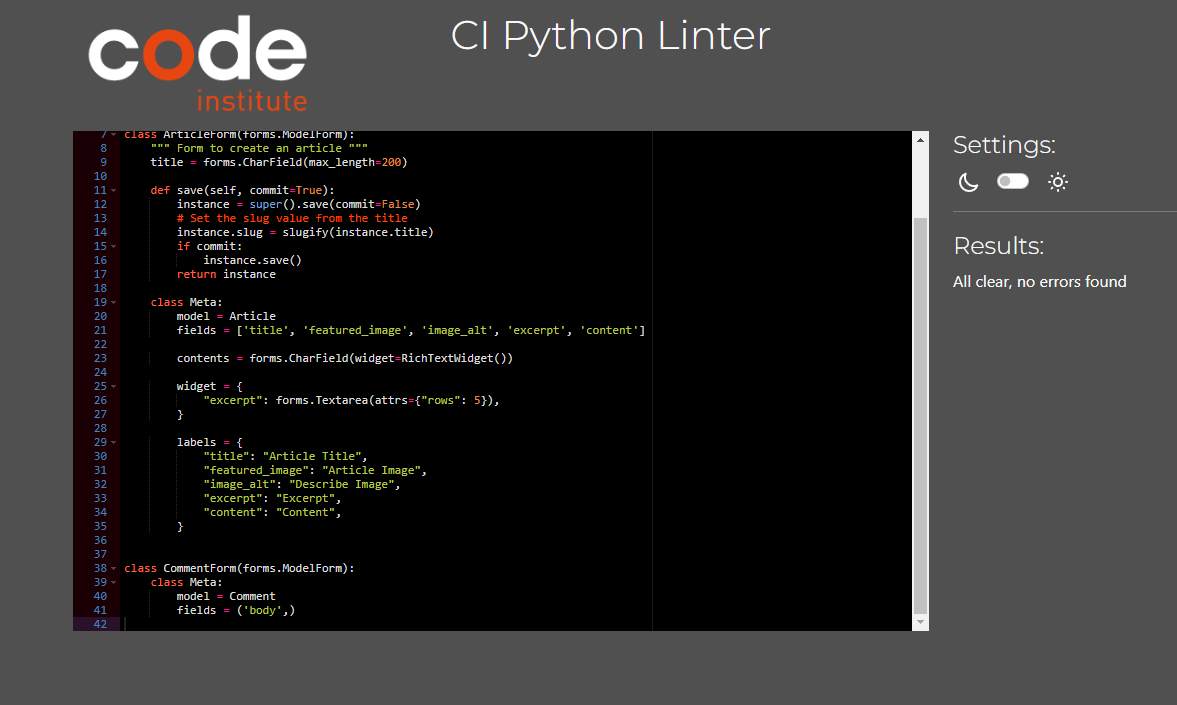 code
institute
CI Python Linter
7 class ArticleForm(forms.ModelForm):
8     """ Form to create an article """
9     title = forms.CharField(max_length=200)
10
11     def save(self, commit=True):
12         instance = super().save(commit=False)
13         # Set the slug value from the title
14         instance.slug = slugify(instance.title)
15         if commit:
16             instance.save()
17         return instance
18
19     class Meta:
20         model = Article
21         fields = ['title', 'featured_image', 'image_alt', 'excerpt', 'content']
22
23         contents = forms.CharField(widget=RichTextWidget())
24
25         widget = {
26             "excerpt": forms.Textarea(attrs={"rows": 5}),
27         }
28
29         labels = {
30             "title": "Article Title",
31             "featured_image": "Article Image",
32             "image_alt": "Describe Image",
33             "excerpt": "Excerpt",
34             "content": "Content",
35         }
36
37
38 class CommentForm(forms.ModelForm):
39     class Meta:
40         model = Comment
41         fields = ('body',)
42
Settings:
Results:
All clear, no errors found